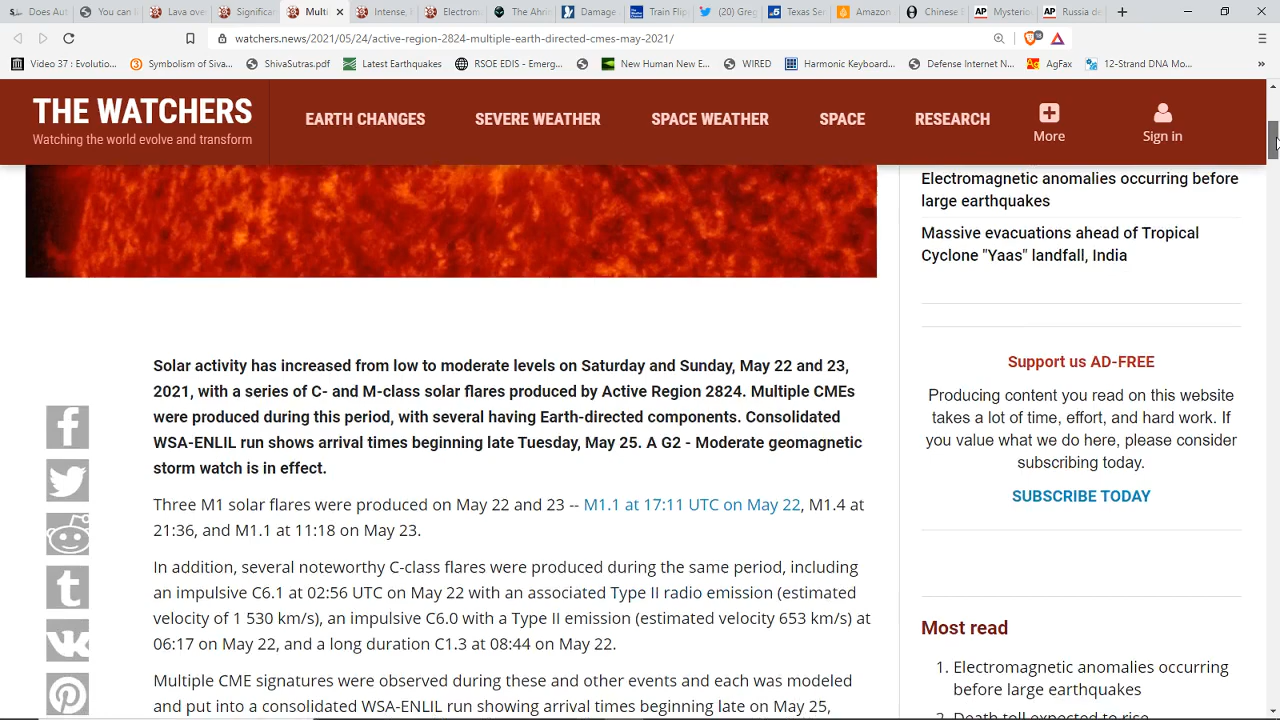 Does Aut
You can l
Lava over
Significan
Multi
Intense, l
Electrom
The Ahrir
Damage
Train Flip
(20) Greg
Texas Ser
Amazon
Chinese I
Mysterio
Russia de
watchers.news/2021/05/24/active-region-2824-multiple-earth-directed-cmes-may-2021/
Video 37 : Evolutio...
Symbolism of Siva...
ShivaSutras.pdf
Latest Earthquakes
RSOE EDIS - Emerg...
New Human New E...
WIRED
Harmonic Keyboar...
Defense Internet N...
AgFax
12-Strand DNA Mo...
»
THE WATCHERS
Watching the world evolve and transform
EARTH CHANGES
SEVERE WEATHER
SPACE WEATHER
SPACE
RESEARCH
More
Sign in
Electromagnetic anomalies occurring before
large earthquakes
Massive evacuations ahead of Tropical
Cyclone "Yaas" landfall, India
Solar activity has increased from low to moderate levels on Saturday and Sunday, May 22 and 23,
2021, with a series of C- and M-class solar flares produced by Active Region 2824. Multiple CMEs
were produced during this period, with several having Earth-directed components. Consolidated
WSA-ENLIL run shows arrival times beginning late Tuesday, May 25. A G2 - Moderate geomagnetic
storm watch is in effect.
Three M1 solar flares were produced on May 22 and 23 -- M1.1 at 17:11 UTC on May 22, M1.4 at
21:36, and M1.1 at 11:18 on May 23.
In addition, several noteworthy C-class flares were produced during the same period, including
an impulsive C6.1 at 02:56 UTC on May 22 with an associated Type II radio emission (estimated
velocity of 1 530 km/s), an impulsive C6.0 with a Type II emission (estimated velocity 653 km/s) at
06:17 on May 22, and a long duration C1.3 at 08:44 on May 22.
Multiple CME signatures were observed during these and other events and each was modeled
and put into a consolidated WSA-ENLIL run showing arrival times beginning late on May 25,
Support us AD-FREE
Producing content you read on this website
takes a lot of time, effort, and hard work. If
you value what we do here, please consider
subscribing today.
SUBSCRIBE TODAY
Most read
1. Electromagnetic anomalies occurring
before large earthquakes
2. Death toll expected to rise